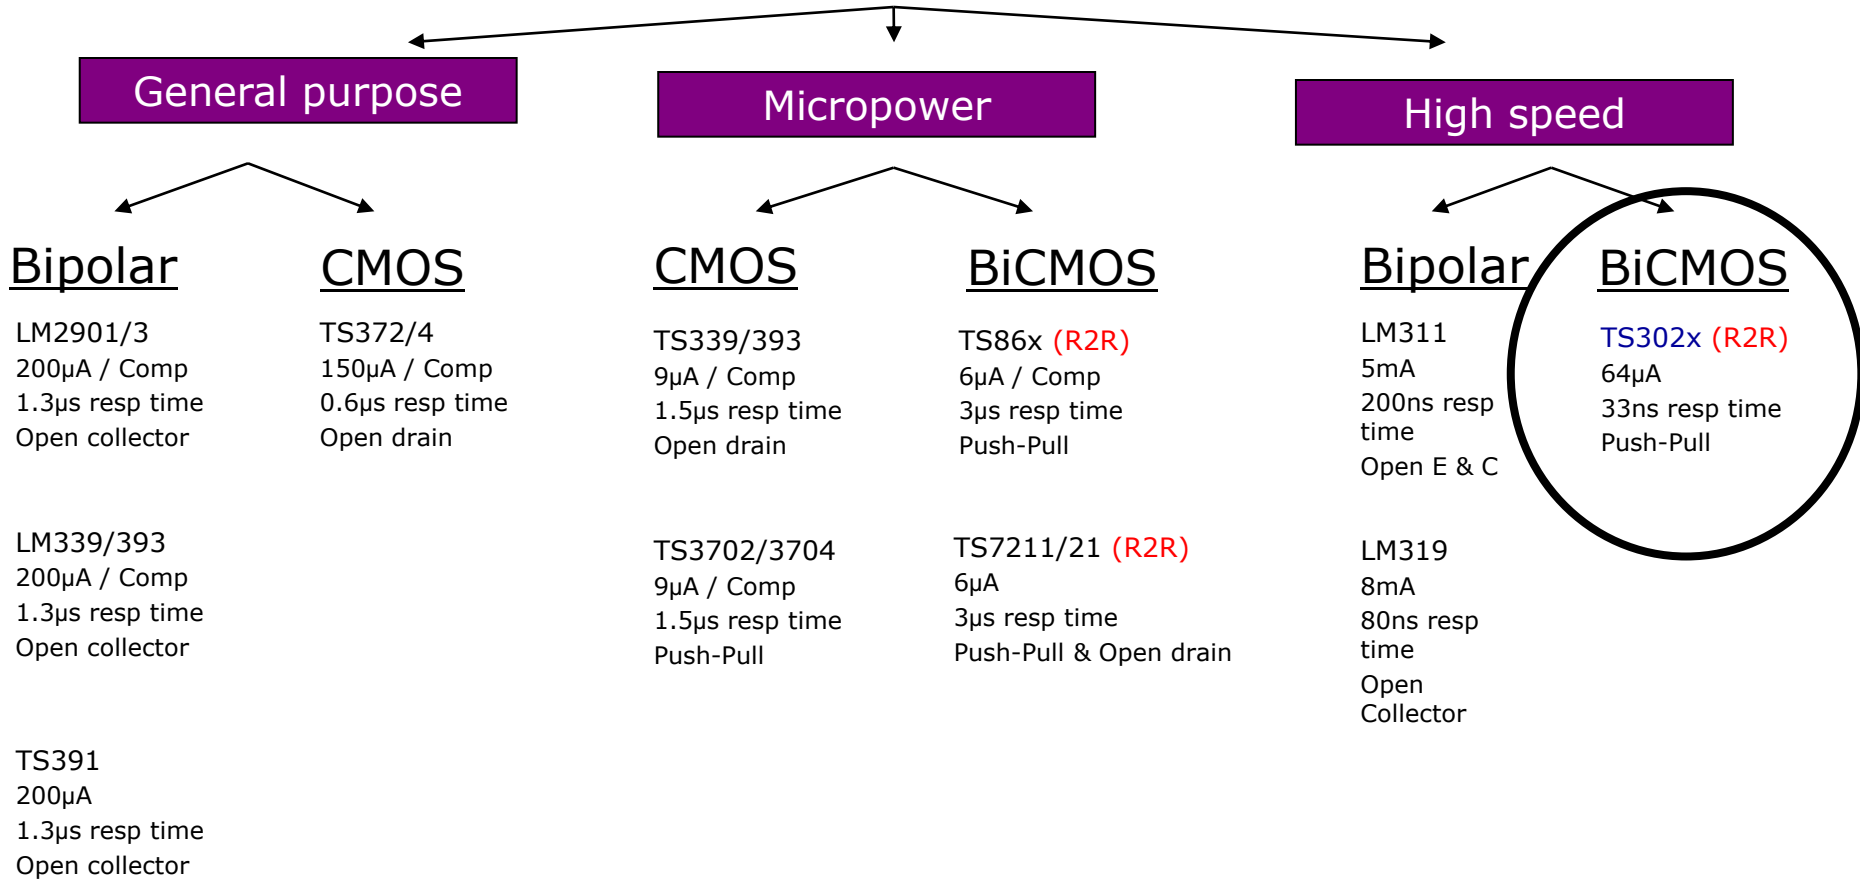 General purpose
Micropower
High speed
Bipolar
LM2901/3
200µA / Comp
1.3µs resp time
Open collector
LM339/393
200µA / Comp
1.3µs resp time
Open collector
TS391
200µA
1.3µs resp time
Open collector
CMOS
TS372/4
150µA / Comp
0.6µs resp time
Open drain
CMOS
TS339/393
9µA / Comp
1.5µs resp time
Open drain
TS3702/3704
9µA / Comp
1.5µs resp time
Push-Pull
BiCMOS
TS86x (R2R)
6µA / Comp
3µs resp time
Push-Pull
TS7211/21 (R2R)
6µA
3µs resp time
Push-Pull & Open drain
Bipolar
LM311
5mA
200ns resp
time
Open E & C
LM319
8mA
80ns resp
time
Open
Collector
BiCMOS
TS302x (R2R)
64µA
33ns resp time
Push-Pull